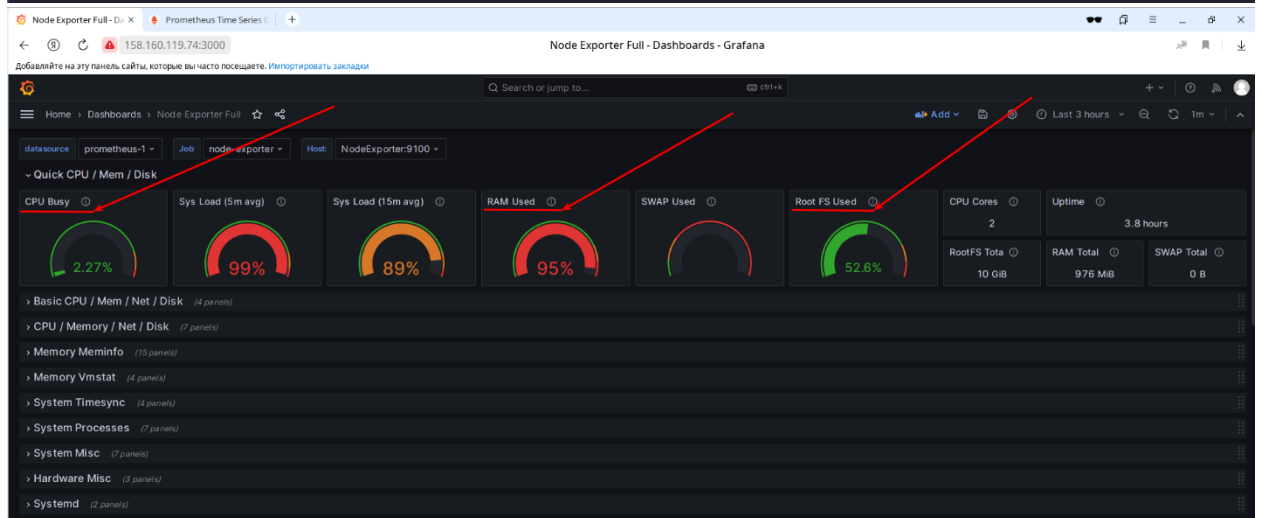 Node Exporter Full - Da
Prometheus Time Series C
158.160.119.74:3000
Node Exporter Full - Dashboards - Grafana
Добавляйте на эту панель сайты, которые вы часто посещаете. Импортировать закладки
Search or jump to... ctrl+k
Home › Dashboards › Node Exporter Full
Add
Last 3 hours
1m
datasource prometheus-1
Job node-exporter
Host: NodeExporter:9100
Quick CPU / Mem / Disk
CPU Busy
2.27%
Sys Load (5m avg)
99%
Sys Load (15m avg)
89%
RAM Used
95%
SWAP Used
Root FS Used
52.6%
CPU Cores
2
Uptime
3.8 hours
RootFS Tota
10 GiB
RAM Total
976 MiB
SWAP Total
0 B
Basic CPU / Mem / Net / Disk (4 panels)
CPU / Memory / Net / Disk (7 panels)
Memory Meminfo (15 panels)
Memory Vmstat (4 panels)
System Timesync (4 panels)
System Processes (7 panels)
System Misc (7 panels)
Hardware Misc (3 panels)
Systemd (2 panels)